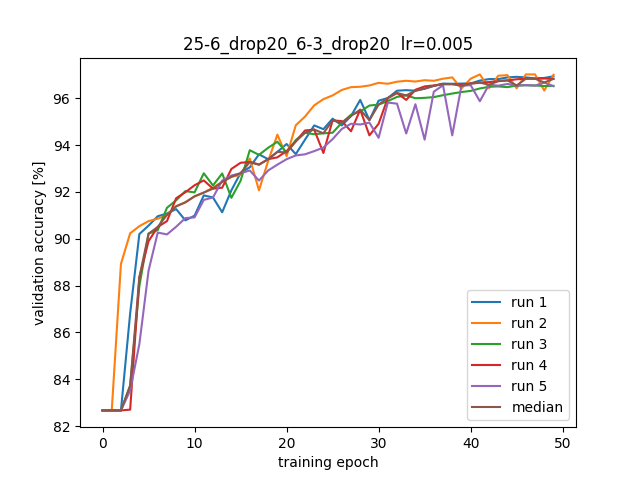 25-6_drop20_6-3_drop20  lr=0.005
validation accuracy [%]
96
94
92
90
88
86
84
82
0
10
20
30
40
50
training epoch
run 1
run 2
run 3
run 4
run 5
median